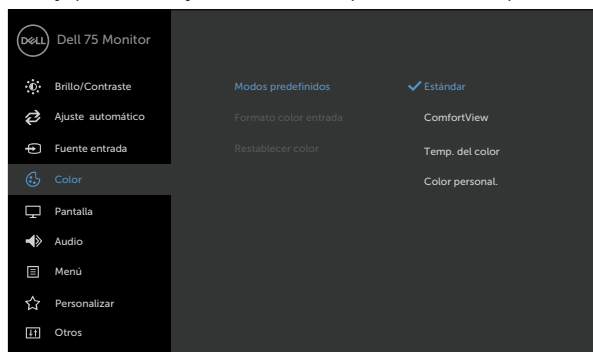 DELL Dell 75 Monitor
Brillo/Contraste
Modos predefinidos
Estándar
Ajuste automático
Formato color entrada
ComfortView
Fuente entrada
Restablecer color
Temp. del color
Color
Color personal.
Pantalla
Audio
Menú
Personalizar
Otros